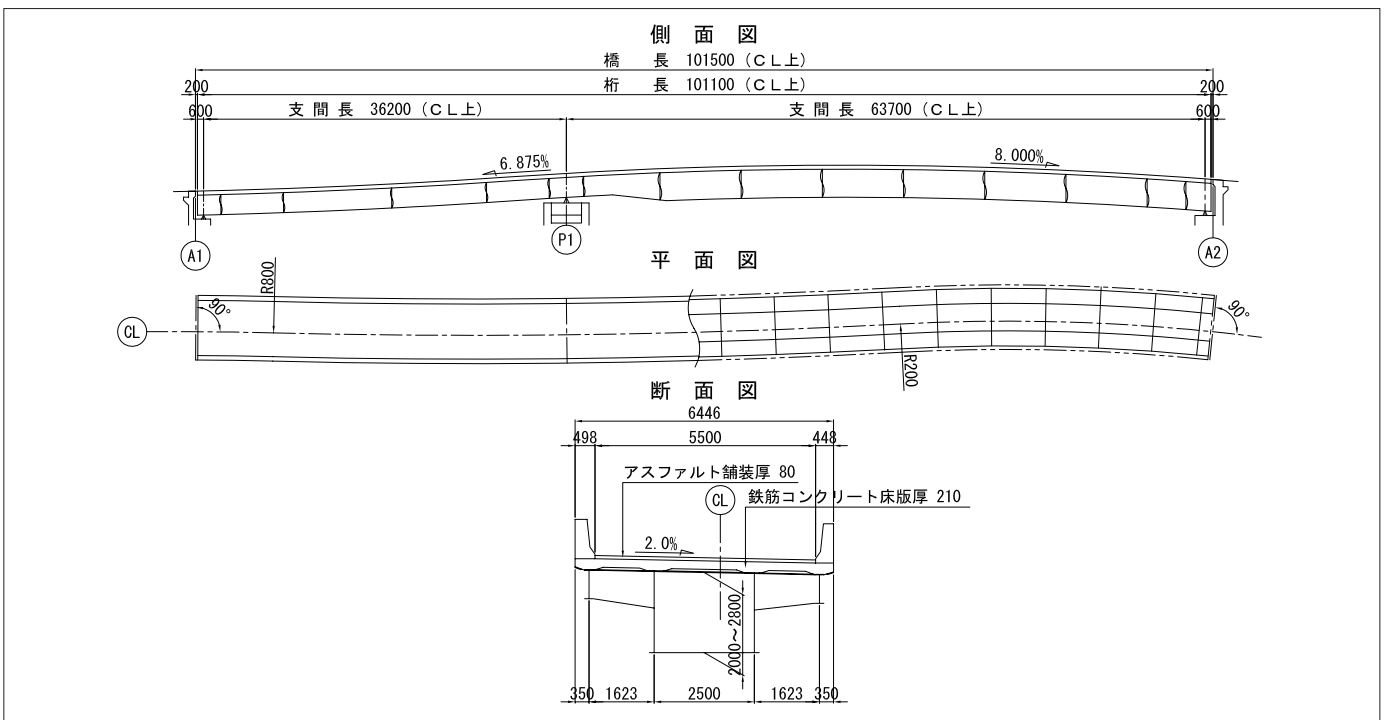 側面図
橋長 101500 (CL上)
200 桁長 101100 (CL上) 200
600 支間長 36200 (CL上) 支間長 63700 (CL上) 600
6.875% 8.000%
A1 P1 A2
平面図
R800
90°
CL
90°
R200
断面図
6446
498 5500 448
アスファルト舗装厚 80
CL 鉄筋コンクリート床版厚 210
2.0%
2000～2800
350 1623 2500 1623 350